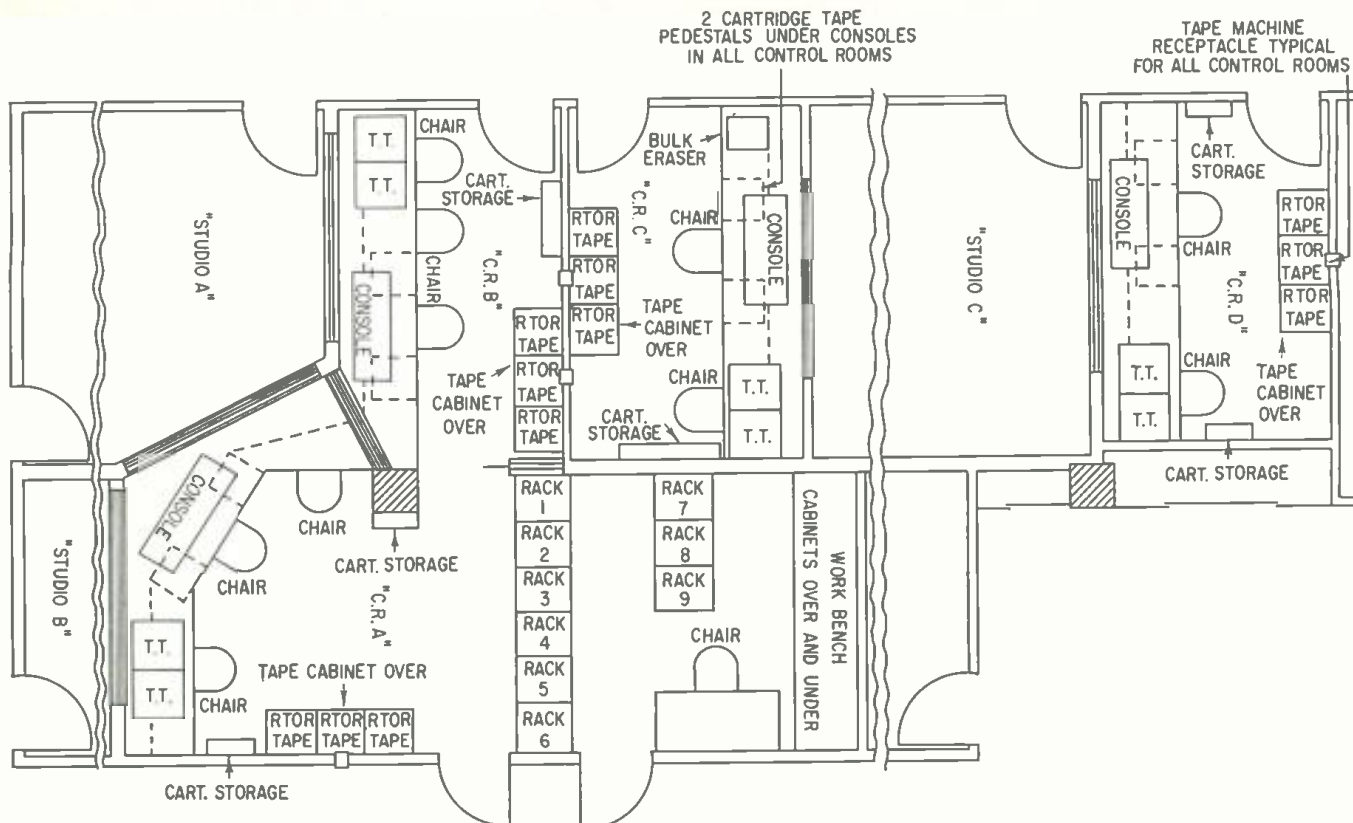 2 CARTRIDGE TAPE
PEDESTALS UNDER CONSOLES
IN ALL CONTROL ROOMS
TAPE MACHINE
RECEPTACLE TYPICAL
FOR ALL CONTROL ROOMS
"STUDIO A"
T.T.
T.T.
CHAIR
CHAIR
CONSOLE
"C.R. B"
CART.
STORAGE
RTOR
TAPE
RTOR
TAPE
RTOR
TAPE
TAPE
CABINET
OVER
BULK
ERASER
"C.R. C"
RTOR
TAPE
RTOR
TAPE
RTOR
TAPE
TAPE
CABINET
OVER
CHAIR
CONSOLE
CHAIR
T.T.
T.T.
CART.
STORAGE
"STUDIO C"
CONSOLE
CART.
STORAGE
CHAIR
"C.R. D"
RTOR
TAPE
RTOR
TAPE
RTOR
TAPE
T.T.
T.T.
CHAIR
TAPE
CABINET
OVER
CART. STORAGE
"STUDIO B"
CONSOLE
CHAIR
CHAIR
CART. STORAGE
"C.R. A"
T.T.
T.T.
CHAIR
TAPE CABINET OVER
RTOR
TAPE
RTOR
TAPE
RTOR
TAPE
CART. STORAGE
RACK
1
RACK
2
RACK
3
RACK
4
RACK
5
RACK
6
RACK
7
RACK
8
RACK
9
CHAIR
WORK BENCH
CABINETS OVER AND UNDER